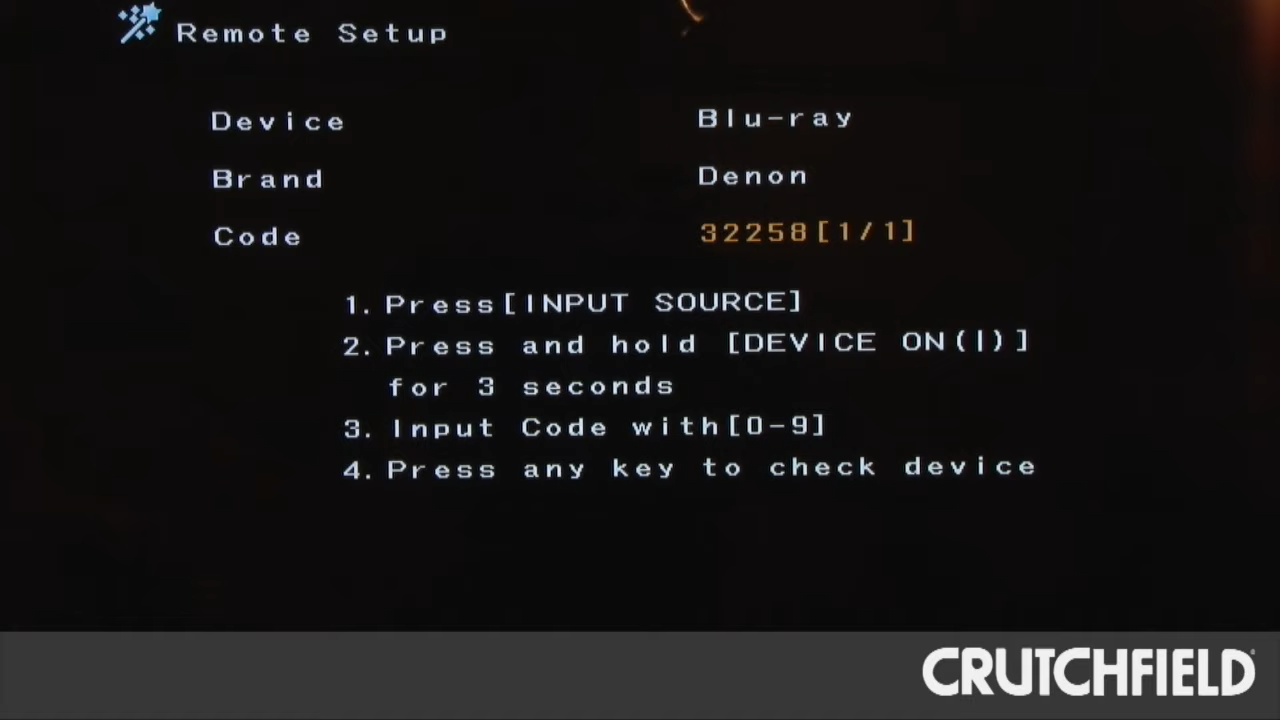 Remote Setup
Device Blu-ray
Brand Denon
Code 32258[1/1]
1. Press[INPUT SOURCE]
2. Press and hold [DEVICE ON(|)]
for 3 seconds
3. Input Code with[0-9]
4. Press any key to check device
CRUTCHFIELD